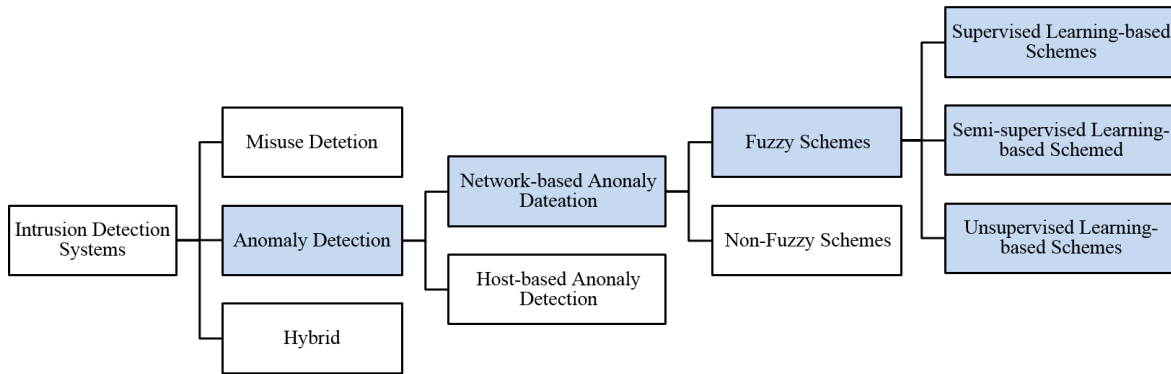 Supervised Learning-based
Schemes
Misuse Detetion
Fuzzy Schemes
Semi-supervised Learning-
based Schemed
Network-based Anonaly
Dateation
Intrusion Detection
Systems
Anomaly Detection
Non-Fuzzy Schemes
Unsupervised Learning-
based Schemes
Host-based Anonaly
Detection
Hybrid